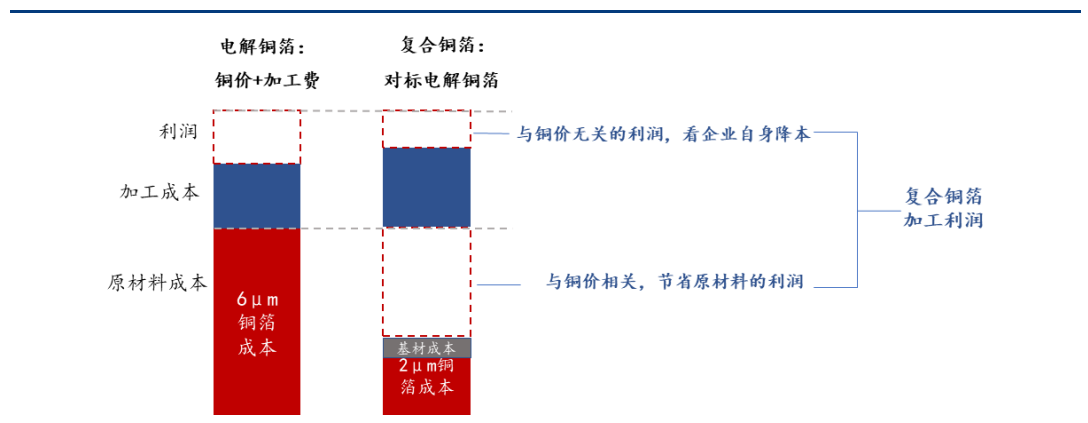 电解铜箔：
铜价+加工费
复合铜箔：
对标电解铜箔
利润
与铜价无关的利润，看企业自身降本
加工成本
复合铜箔
加工利润
原材料成本
与铜价相关，节省原材料的利润
6μm
铜箔
成本
基材成本
2μm铜
箔成本